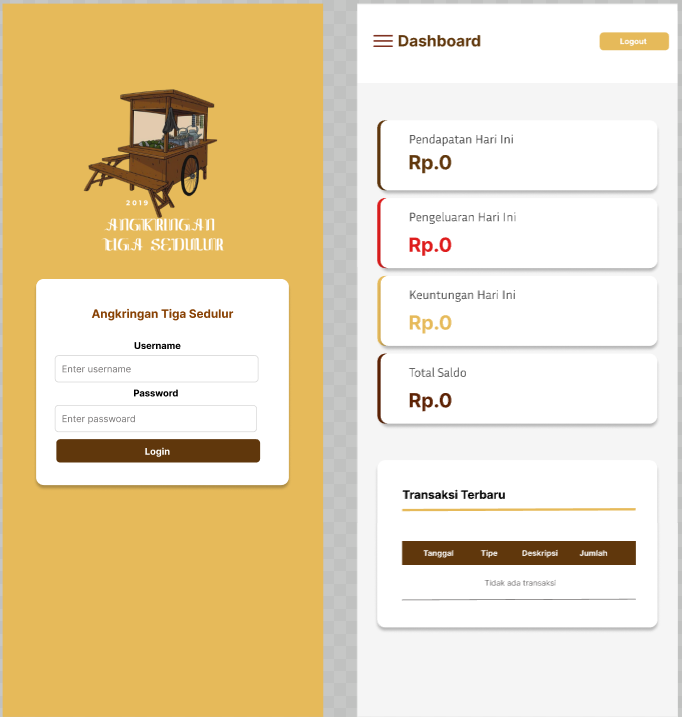 2019
ANGKRINGAN
TIGA SEDULUR
Angkringan Tiga Sedulur
Username
Enter username
Password
Enter passwoard
Login
Dashboard
Logout
Pendapatan Hari Ini
Rp.0
Pengeluaran Hari Ini
Rp.0
Keuntungan Hari Ini
Rp.0
Total Saldo
Rp.0
Transaksi Terbaru
Tanggal Tipe Deskripsi Jumlah
Tidak ada transaksi